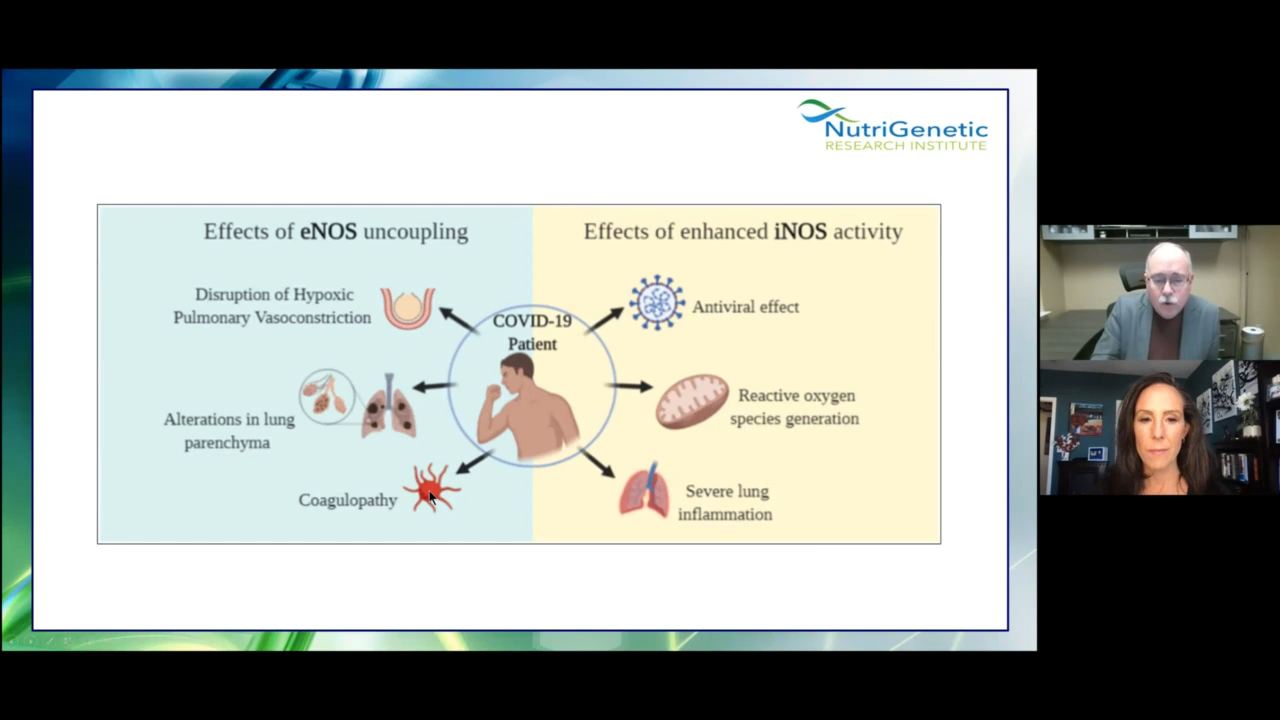 NutriGenetic
RESEARCH INSTITUTE
Effects of eNOS uncoupling
Disruption of Hypoxic
Pulmonary Vasoconstriction
Alterations in lung
parenchyma
Coagulopathy
COVID-19
Patient
Effects of enhanced iNOS activity
Antiviral effect
Reactive oxygen
species generation
Severe lung
inflammation